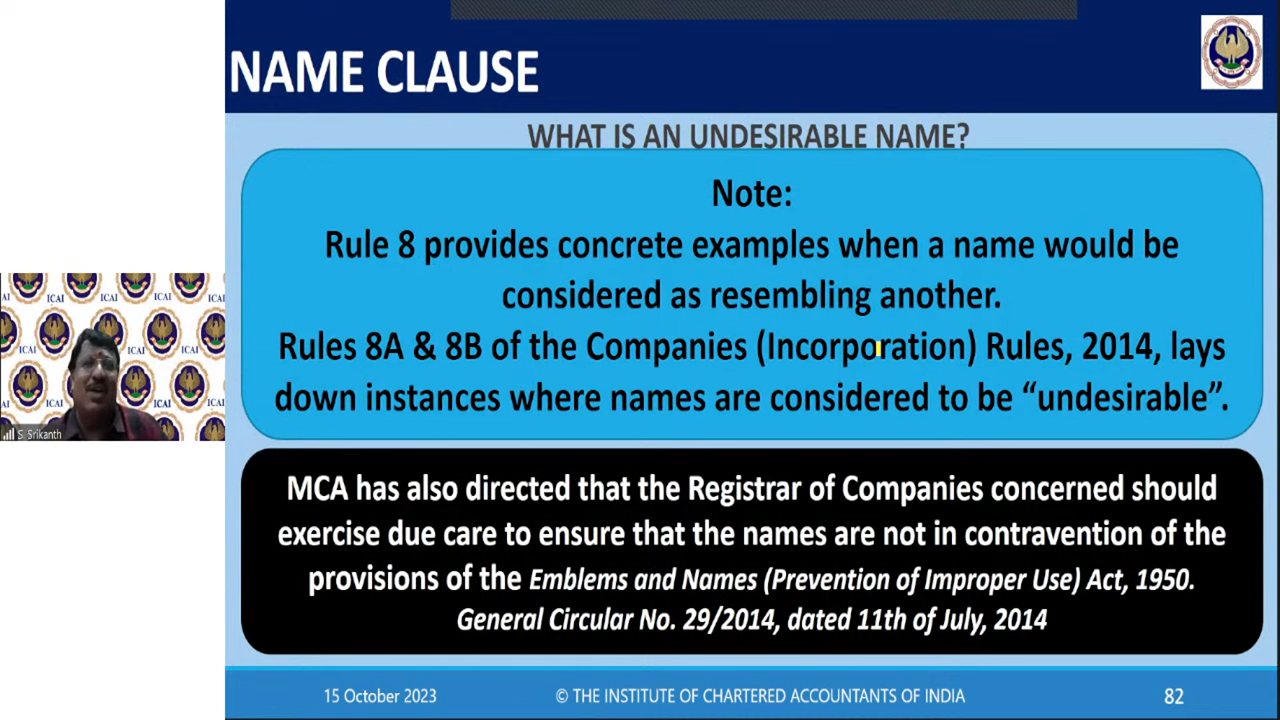 NAME CLAUSE
WHAT IS AN UNDESIRABLE NAME?
Note:
Rule 8 provides concrete examples when a name would be
considered as resembling another.
Rules 8A & 8B of the Companies (Incorporation) Rules, 2014, lays
down instances where names are considered to be “undesirable”.
MCA has also directed that the Registrar of Companies concerned should
exercise due care to ensure that the names are not in contravention of the
provisions of the Emblems and Names (Prevention of Improper Use) Act, 1950.
General Circular No. 29/2014, dated 11th of July, 2014
ICAI ICAI ICAI
ICAI
S. Srikanth
15 October 2023 © THE INSTITUTE OF CHARTERED ACCOUNTANTS OF INDIA 82